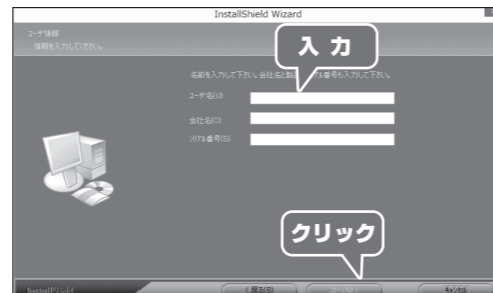 InstallShield Wizard
ユーザ情報
情報を入力してください。
入力
名前を入力して下さい。会社名と製品
リアル番号も入力して下さい。
ユーザ名(U)
会社名(C)
シリアル番号(S)
クリック
InstallShield
< 戻る(B)
キャンセル